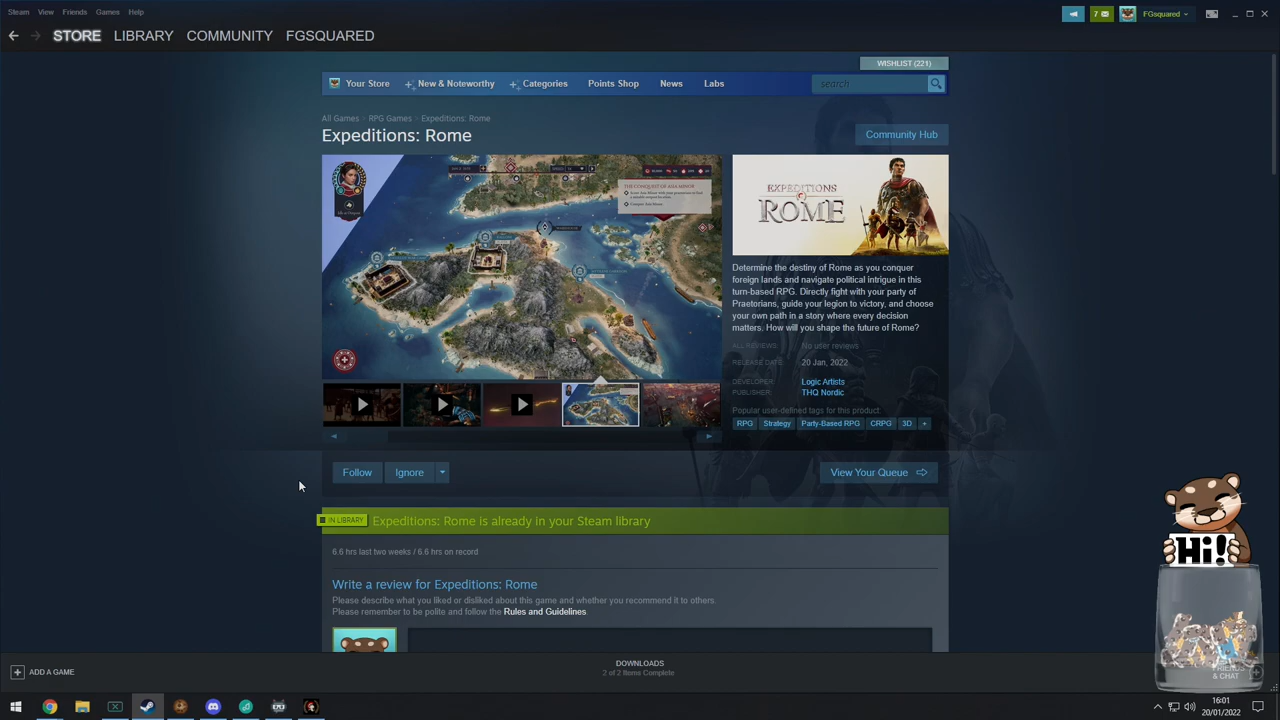 Steam View Friends Games Help
7
FGsquared
STORE LIBRARY COMMUNITY FGSQUARED
WISHLIST (221)
Your Store New & Noteworthy Categories Points Shop News Labs search
All Games > RPG Games > Expeditions: Rome
Expeditions: Rome
Community Hub
THE CONQUEST OF ASIA MINOR
EXPEDITIONS
ROME
Determine the destiny of Rome as you conquer
foreign lands and navigate political intrigue in this
turn-based RPG. Directly fight with your party of
Praetorians, guide your legion to victory, and choose
your own path in a story where every decision
matters. How will you shape the future of Rome?
ALL REVIEWS: No user reviews
RELEASE DATE: 20 Jan, 2022
DEVELOPER: Logic Artists
PUBLISHER: THQ Nordic
Popular user-defined tags for this product:
RPG Strategy Party-Based RPG CRPG 3D +
Follow Ignore View Your Queue
IN LIBRARY Expeditions: Rome is already in your Steam library
6.6 hrs last two weeks / 6.6 hrs on record
Write a review for Expeditions: Rome
Please describe what you liked or disliked about this game and whether you recommend it to others.
Please remember to be polite and follow the Rules and Guidelines.
Hi!
ADD A GAME
DOWNLOADS
2 of 2 Items Complete
FRIENDS
& CHAT
16:01
20/01/2022